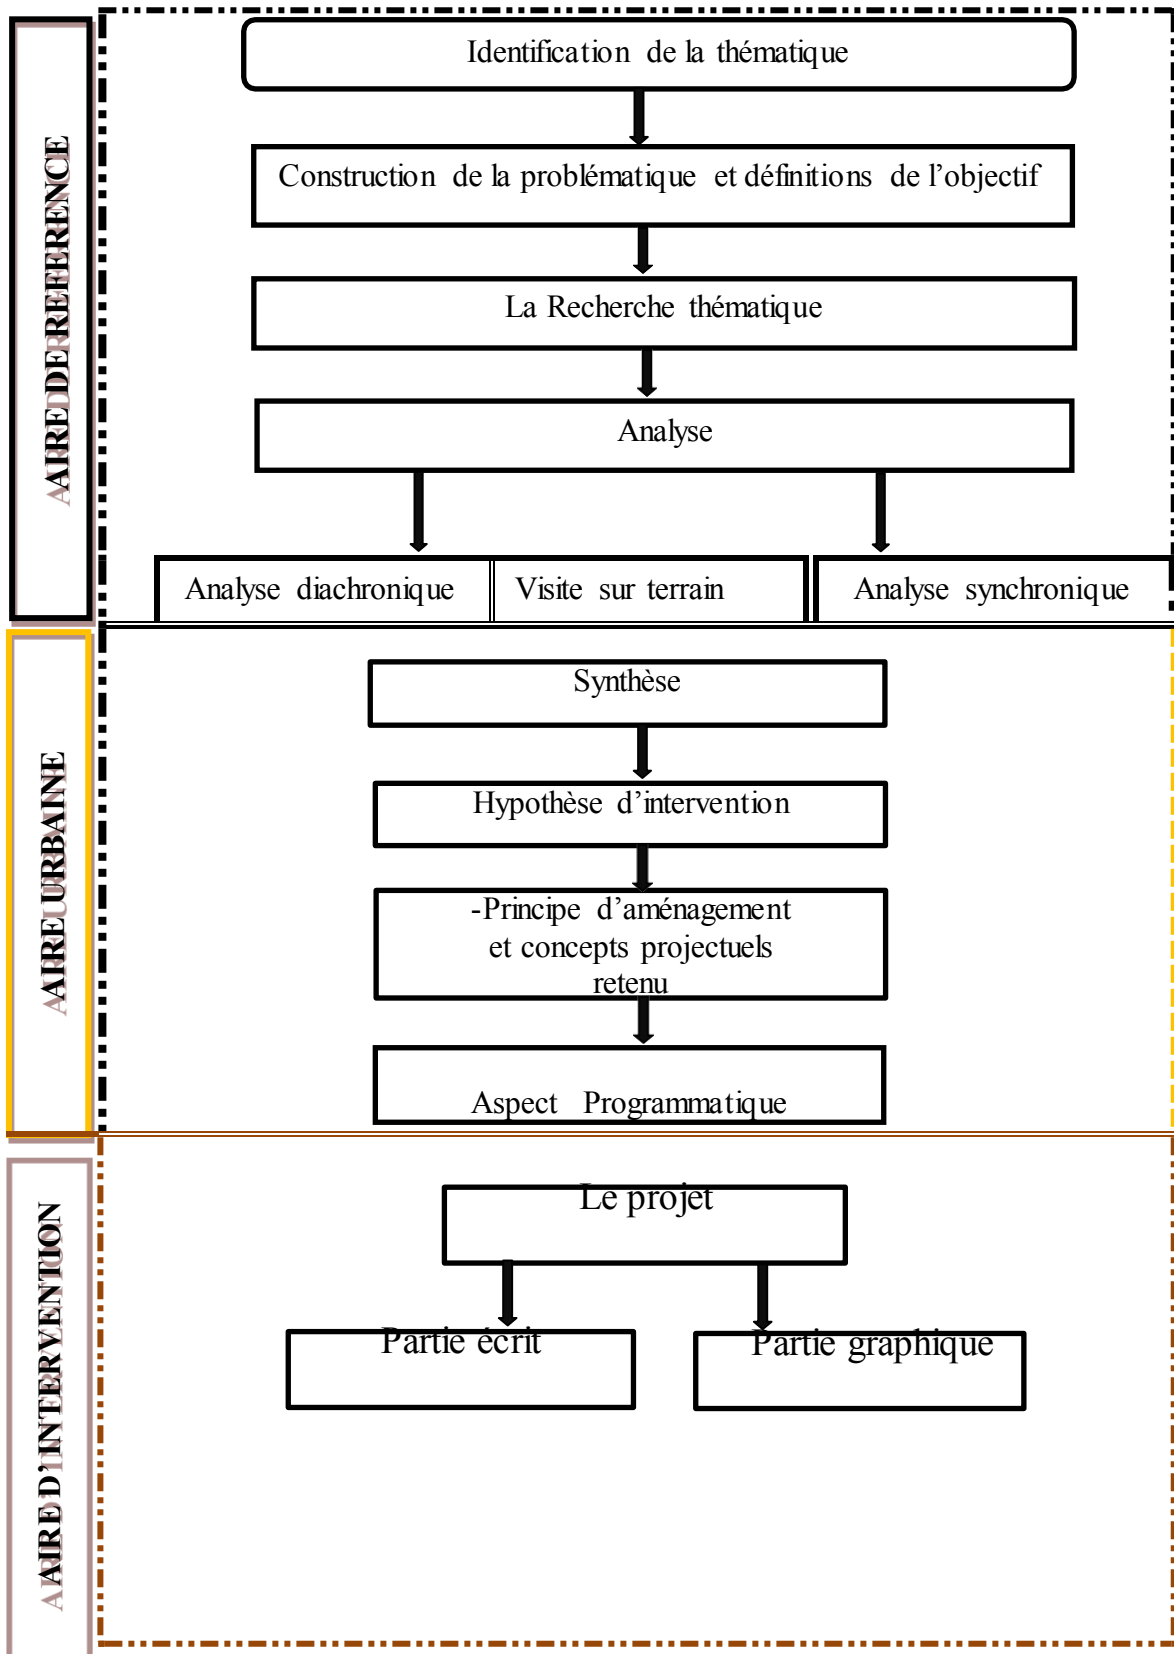 AIRE DE REFERENCE
Identification de la thématique
Construction de la problématique et définitions de l’objectif
La Recherche thématique
Analyse
Analyse diachronique
Visite sur terrain
Analyse synchronique
AIRE URBAINE
Synthèse
Hypothèse d’intervention
-Principe d’aménagement
et concepts projectuels
retenu
Aspect Programmatique
AIRE D’INTERVENTION
Le projet
Partie écrit
Partie graphique